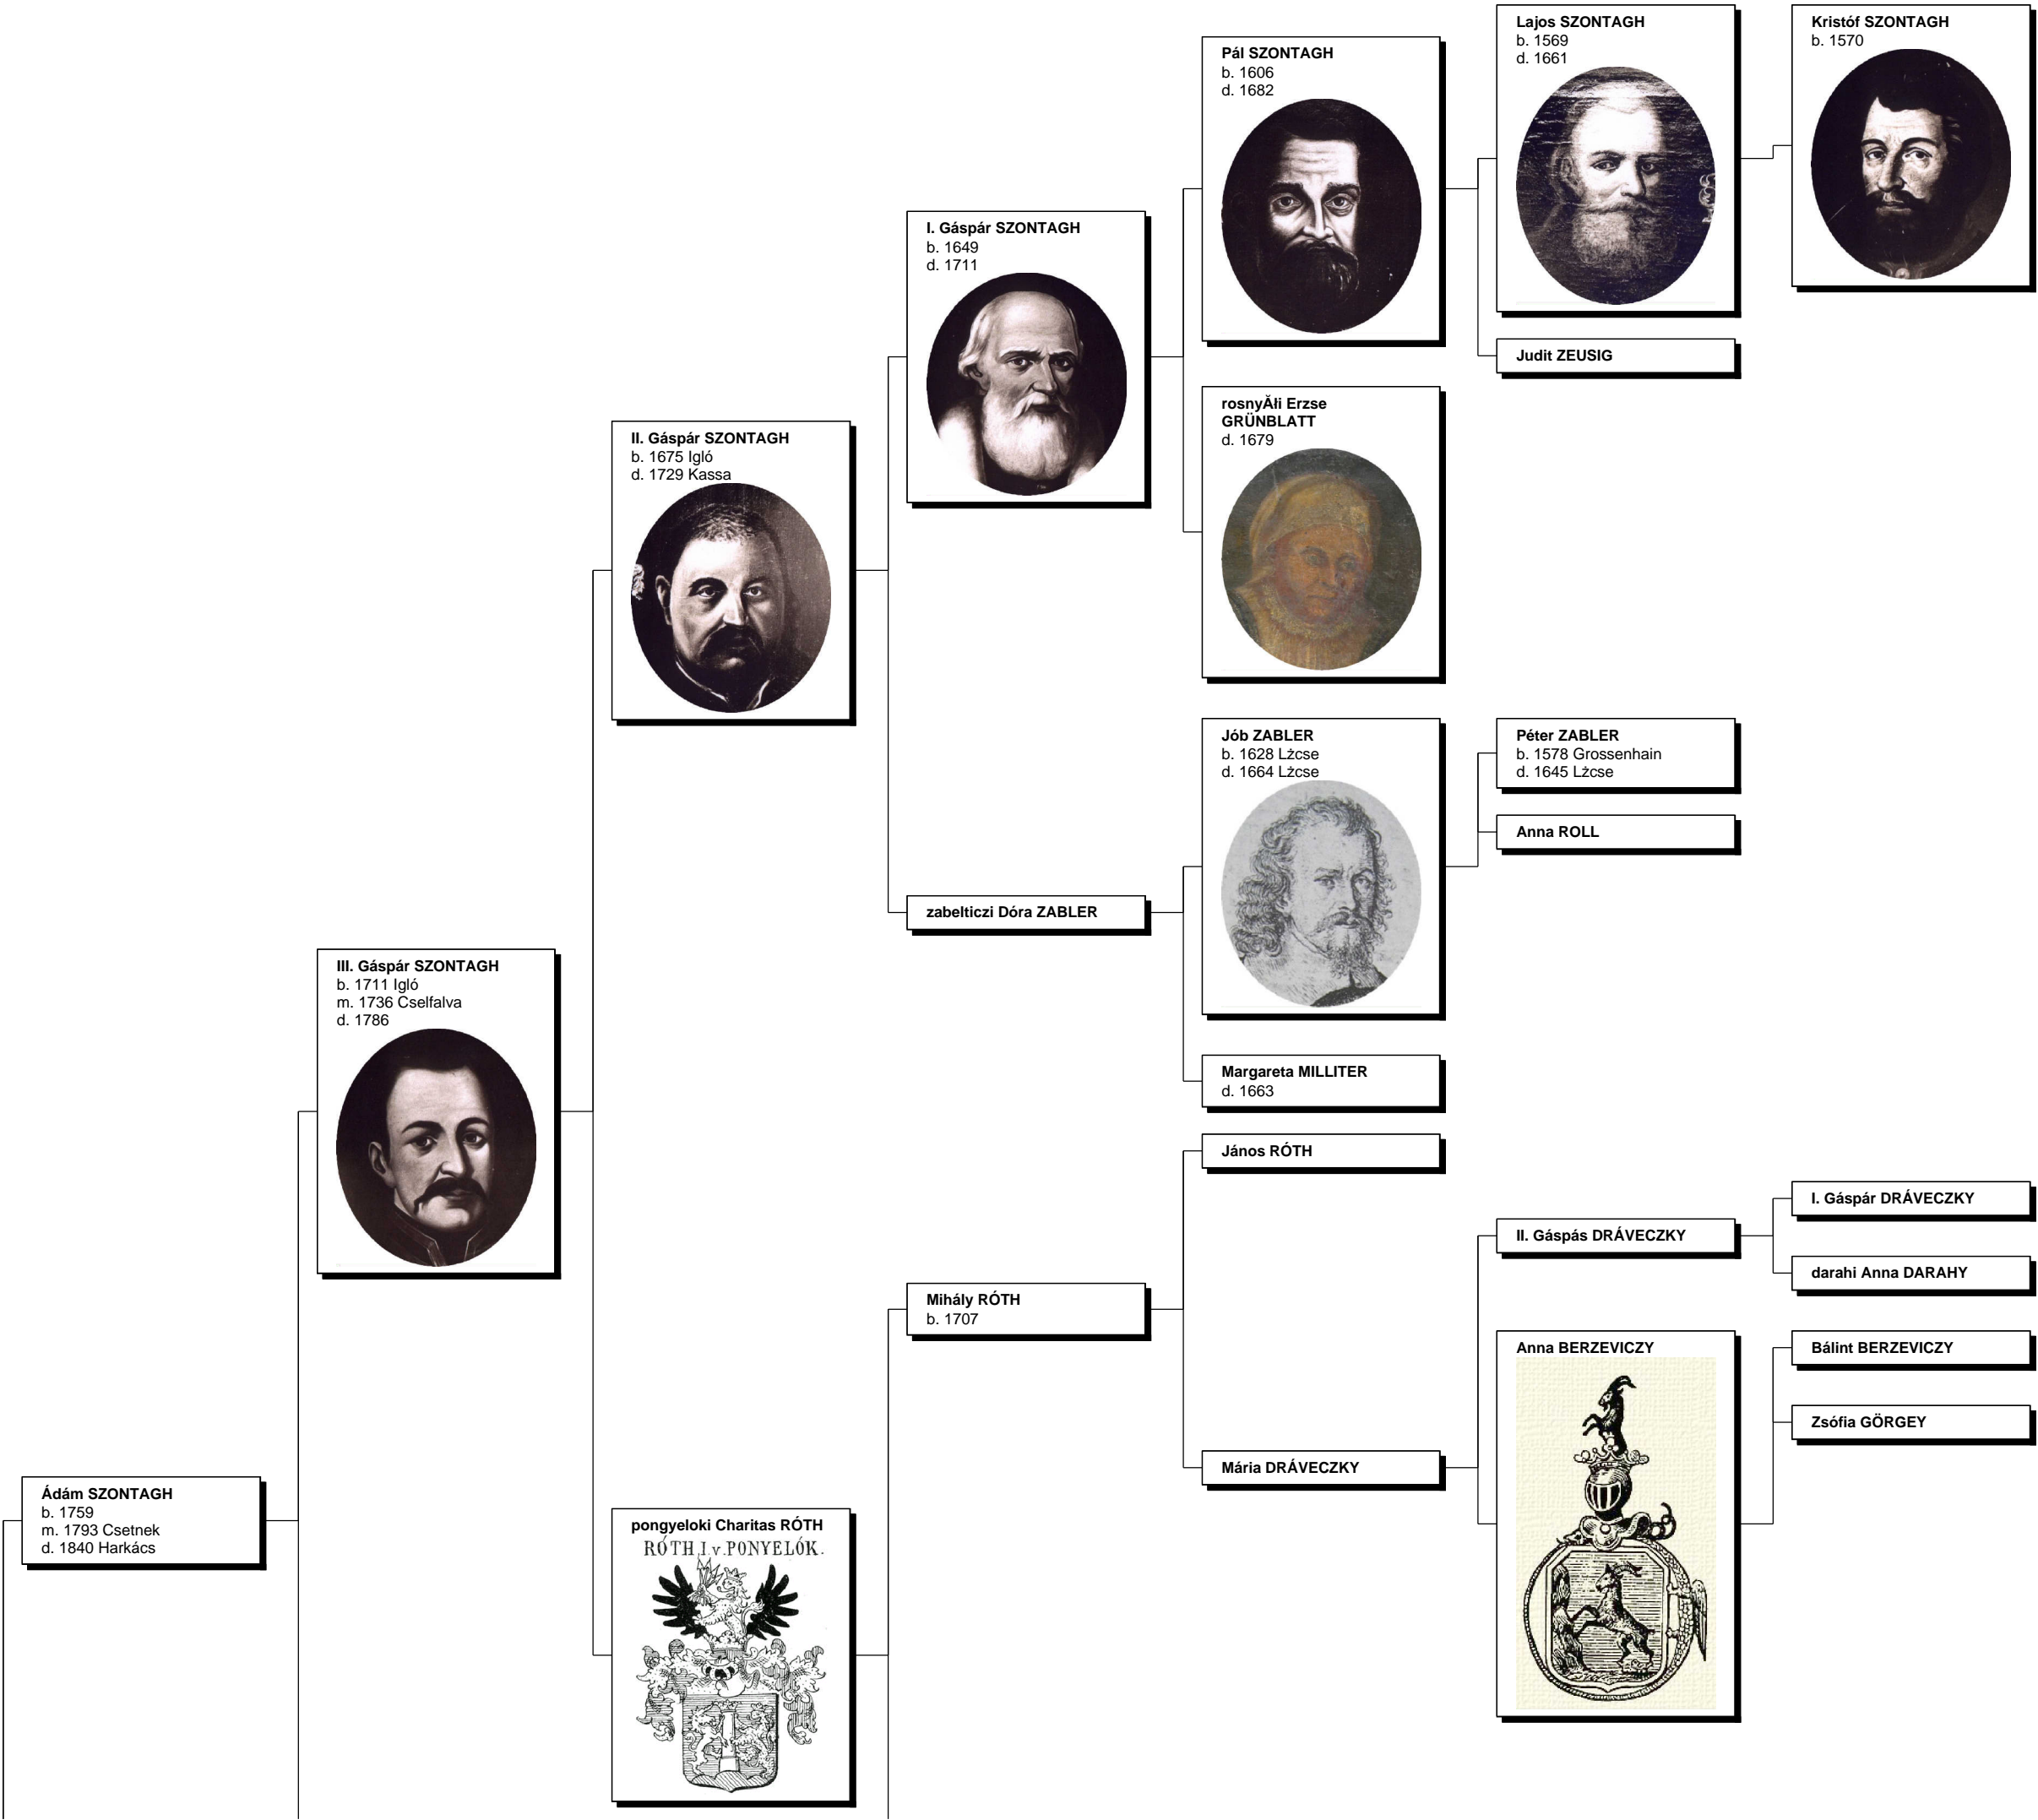 Lajos SZONTAGH
b. 1569
d. 1661
Kristóf SZONTAGH
b. 1570
Pál SZONTAGH
b. 1606
d. 1682
I. Gáspár SZONTAGH
b. 1649
d. 1711
Judit ZEUSIG
rosnyĂłi Erzse
GRÜNBLATT
d. 1679
II. Gáspár SZONTAGH
b. 1675 Igló
d. 1729 Kassa
Jób ZABLER
b. 1628 Lżcse
d. 1664 Lżcse
Péter ZABLER
b. 1578 Grossenhain
d. 1645 Lżcse
Anna ROLL
zabelticzi Dóra ZABLER
III. Gáspár SZONTAGH
b. 1711 Igló
m. 1736 Cselfalva
d. 1786
Margareta MILLITER
d. 1663
János RÓTH
I. Gáspár DRÁVECZKY
II. Gáspás DRÁVECZKY
darahi Anna DARAHY
Mihály RÓTH
b. 1707
Anna BERZEVICZY
Bálint BERZEVICZY
Zsófia GÖRGEY
Mária DRÁVECZKY
Ádám SZONTAGH
b. 1759
m. 1793 Csetnek
d. 1840 Harkács
pongyeloki Charitas RÓTH
RÓTH I. v. PONYELÓK.